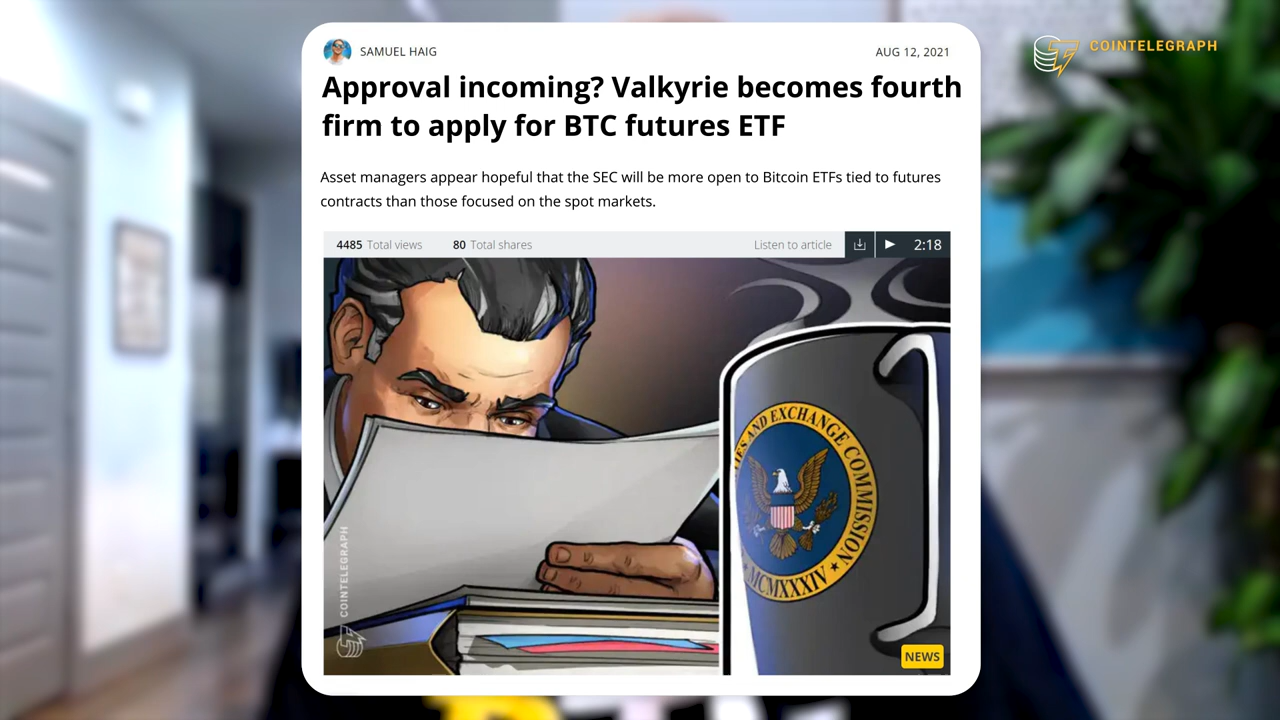 SAMUEL HAIG
AUG 12, 2021
COINTELEGRAPH
Approval incoming? Valkyrie becomes fourth
firm to apply for BTC futures ETF
Asset managers appear hopeful that the SEC will be more open to Bitcoin ETFs tied to futures
contracts than those focused on the spot markets.
4485 Total views 80 Total shares Listen to article 2:18
IES AND EXCHANGE COMMISSION
MCMXXXIV
COINTELEGRAPH
NEWS